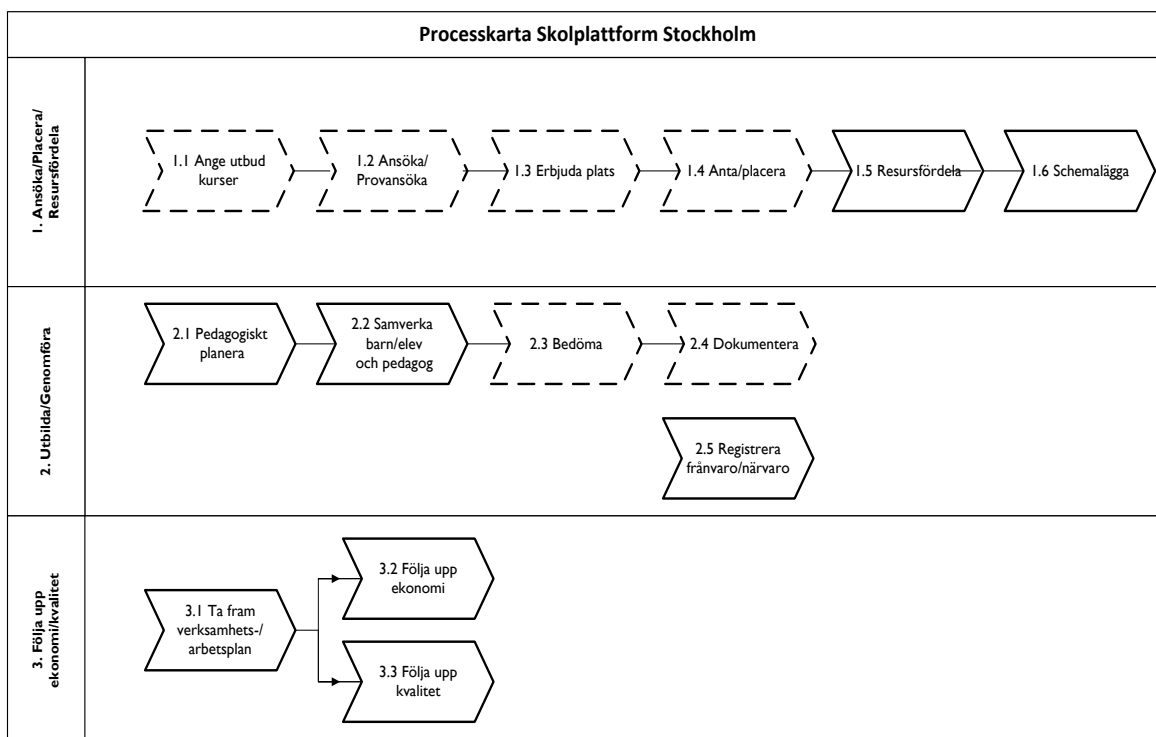 Processkarta Skolplattform Stockholm
1. Ansöka/Placera/
Resursfördela
1.1 Ange utbud
kurser
1.2 Ansöka/
Provansöka
1.3 Erbjuda plats
1.4 Anta/placera
1.5 Resursfördela
1.6 Schemalägga
2. Utbilda/Genomföra
2.1 Pedagogiskt
planera
2.2 Samverka
barn/elev
och pedagog
2.3 Bedöma
2.4 Dokumentera
2.5 Registrera
frånvaro/närvaro
3. Följa upp
ekonomi/kvalitet
3.1 Ta fram
verksamhets-/
arbetsplan
3.2 Följa upp
ekonomi
3.3 Följa upp
kvalitet